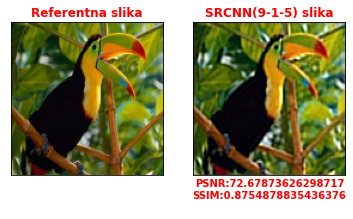 Referentna slika
SRCNN(9-1-5) slika
PSNR:72.67873626298717
SSIM:0.8754878835436376